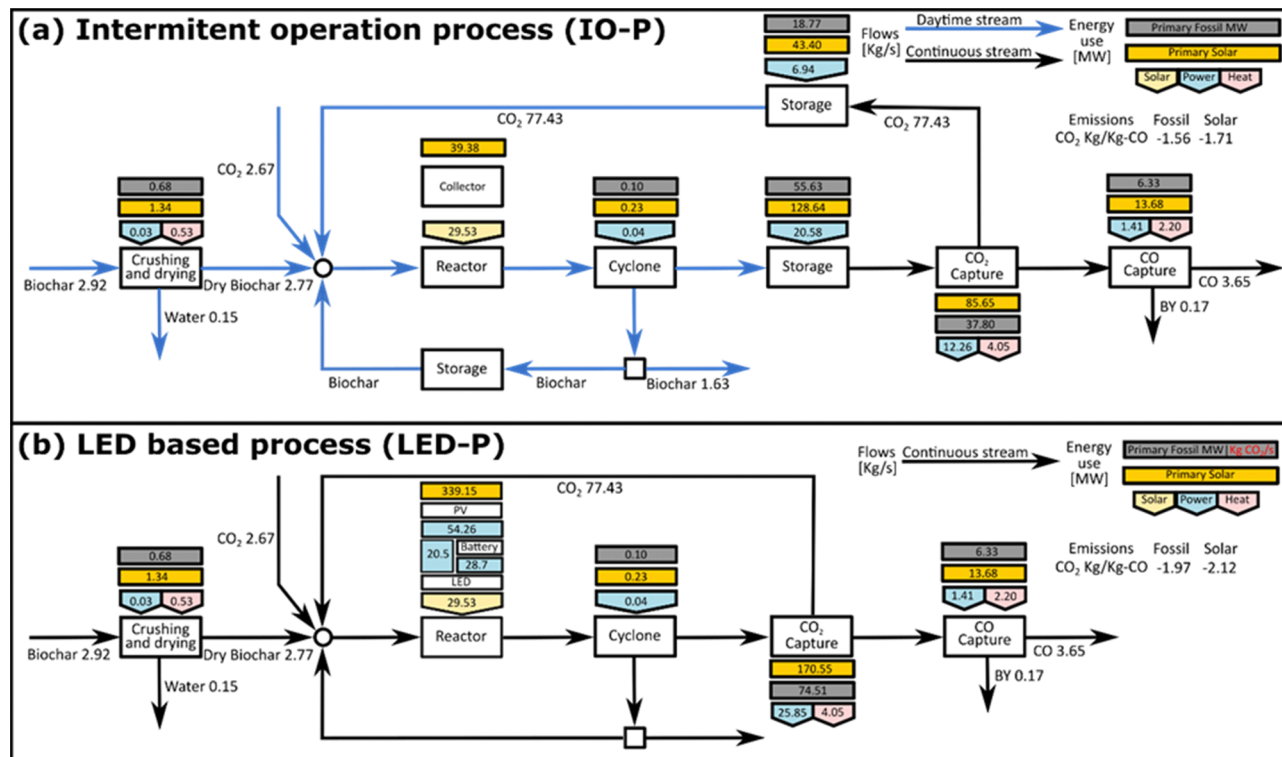 (a) Intermitent operation process (IO-P)
18.77
43.40
6.94
Storage
Flows
[Kg/s]
Daytime stream
Continuous stream
Energy
use
[MW]
Primary Fossil MW
Primary Solar
Solar
Power
Heat
Emissions Fossil Solar
CO2 Kg/Kg-CO -1.56 -1.71
CO2 77.43
CO2 77.43
CO2 2.67
39.38
Collector
29.53
Reactor
0.68
1.34
0.03
0.53
Crushing
and drying
Biochar 2.92
Dry Biochar 2.77
Water 0.15
0.10
0.23
0.04
Cyclone
55.63
128.64
20.58
Storage
CO2
Capture
85.65
37.80
12.26
4.05
6.33
13.68
1.41
2.20
CO
Capture
CO 3.65
BY 0.17
Storage
Biochar
Biochar
Biochar 1.63
(b) LED based process (LED-P)
Flows
[Kg/s]
Continuous stream
Energy
use
[MW]
Primary Fossil MW Kg CO2/s
Primary Solar
Solar
Power
Heat
Emissions Fossil Solar
CO2 Kg/Kg-CO -1.97 -2.12
CO2 77.43
CO2 2.67
339.15
PV
54.26
20.5
Battery
28.7
LED
29.53
Reactor
0.68
1.34
0.03
0.53
Crushing
and drying
Biochar 2.92
Dry Biochar 2.77
Water 0.15
0.10
0.23
0.04
Cyclone
CO2
Capture
170.55
74.51
25.85
4.05
6.33
13.68
1.41
2.20
CO
Capture
CO 3.65
BY 0.17